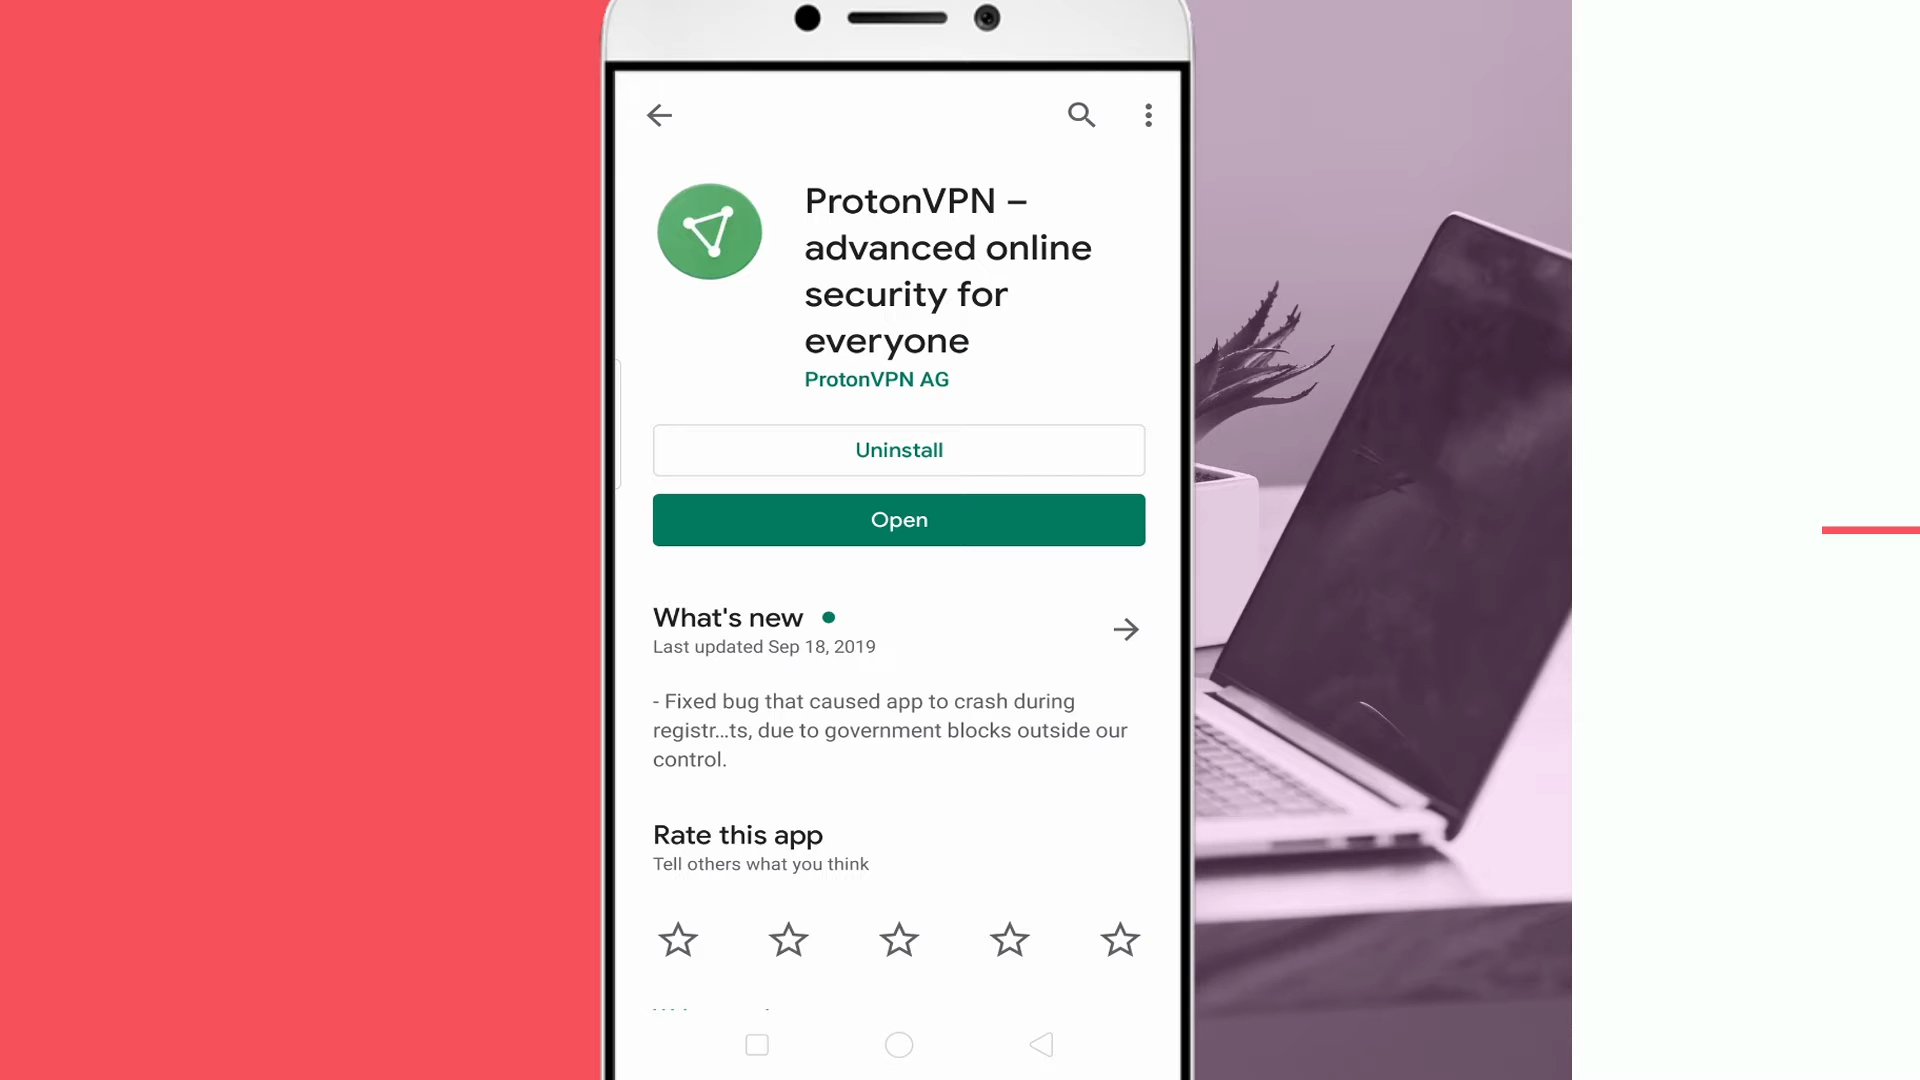 ProtonVPN –
advanced online
security for
everyone
ProtonVPN AG
Uninstall
Open
What's new
Last updated Sep 18, 2019
- Fixed bug that caused app to crash during
registr...ts, due to government blocks outside our
control.
Rate this app
Tell others what you think